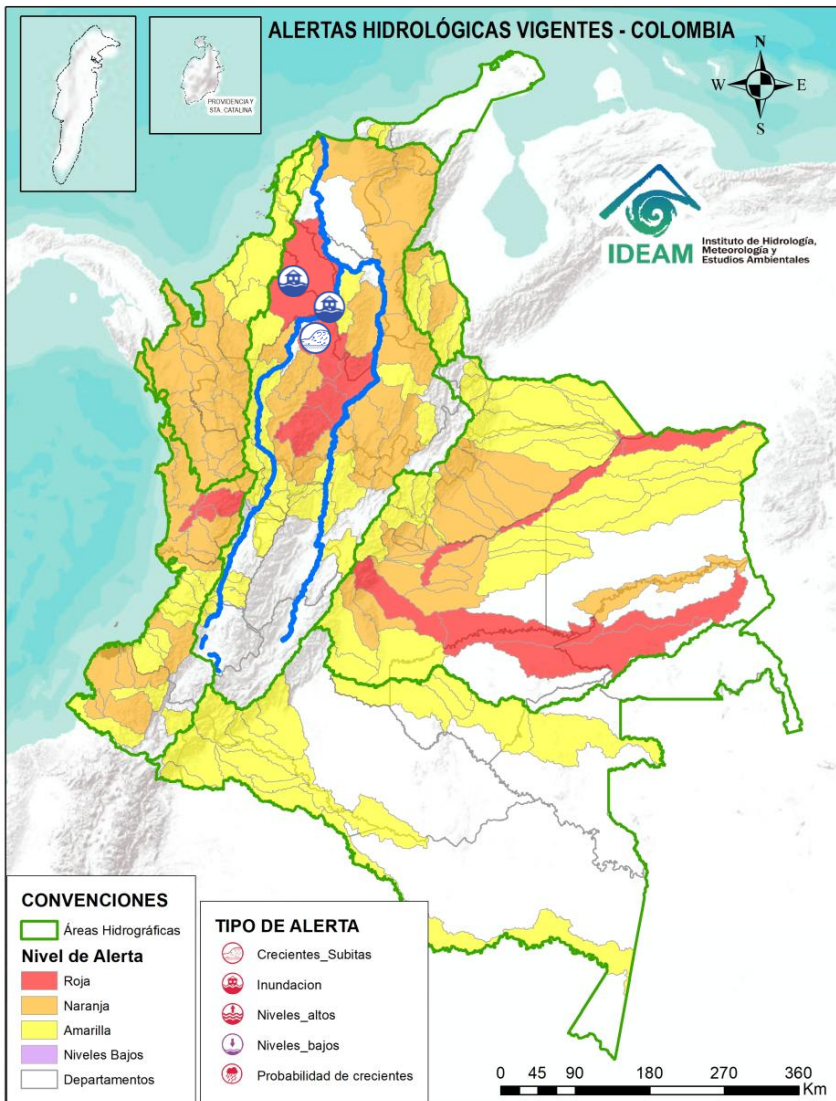 ALERTAS HIDROLÓGICAS VIGENTES - COLOMBIA
PROVIDENCIA Y
STA. CATALINA
N
W
E
S
IDEAM
Instituto de Hidrología,
Meteorología y
Estudios Ambientales
CONVENCIONES
Áreas Hidrográficas
Nivel de Alerta
Roja
Naranja
Amarilla
Niveles Bajos
Departamentos
TIPO DE ALERTA
Crecientes_Subitas
Inundacion
Niveles_altos
Niveles_bajos
Probabilidad de crecientes
0 45 90 180 270 360
Km